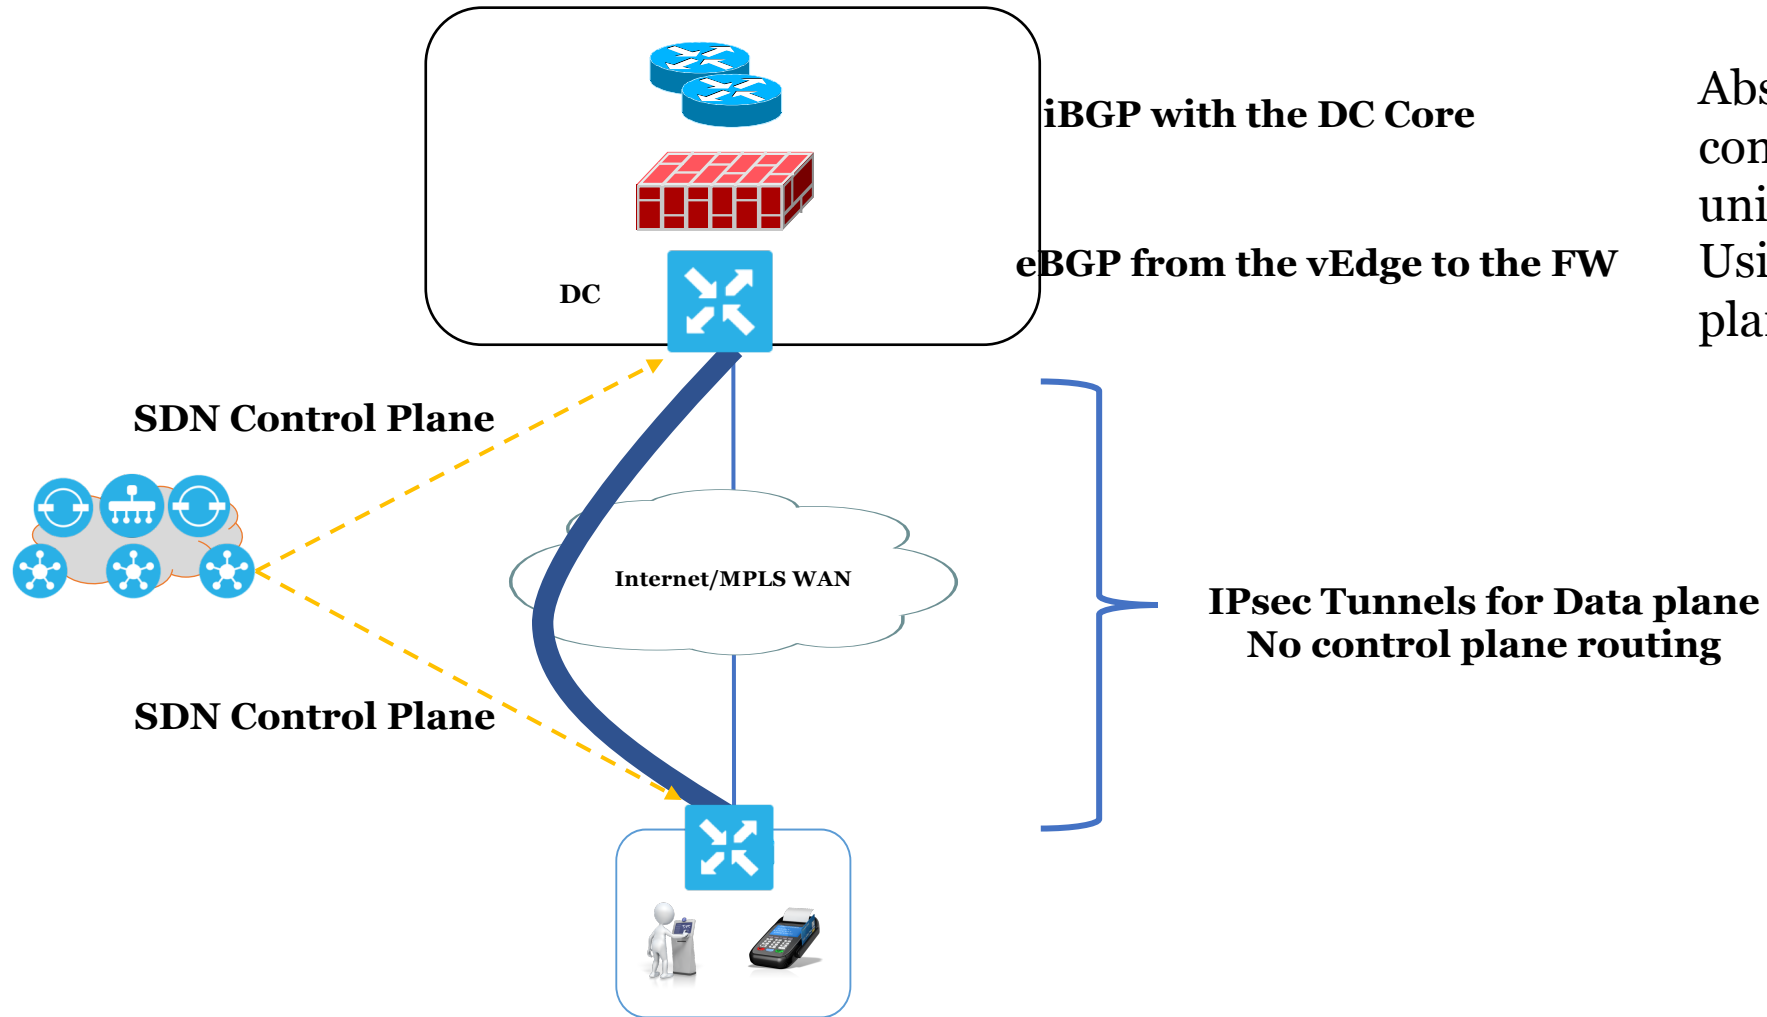 iBGP with the DC Core
eBGP from the vEdge to the FW
DC
SDN Control Plane
Internet/MPLS WAN
IPsec Tunnels for Data plane
No control plane routing
SDN Control Plane